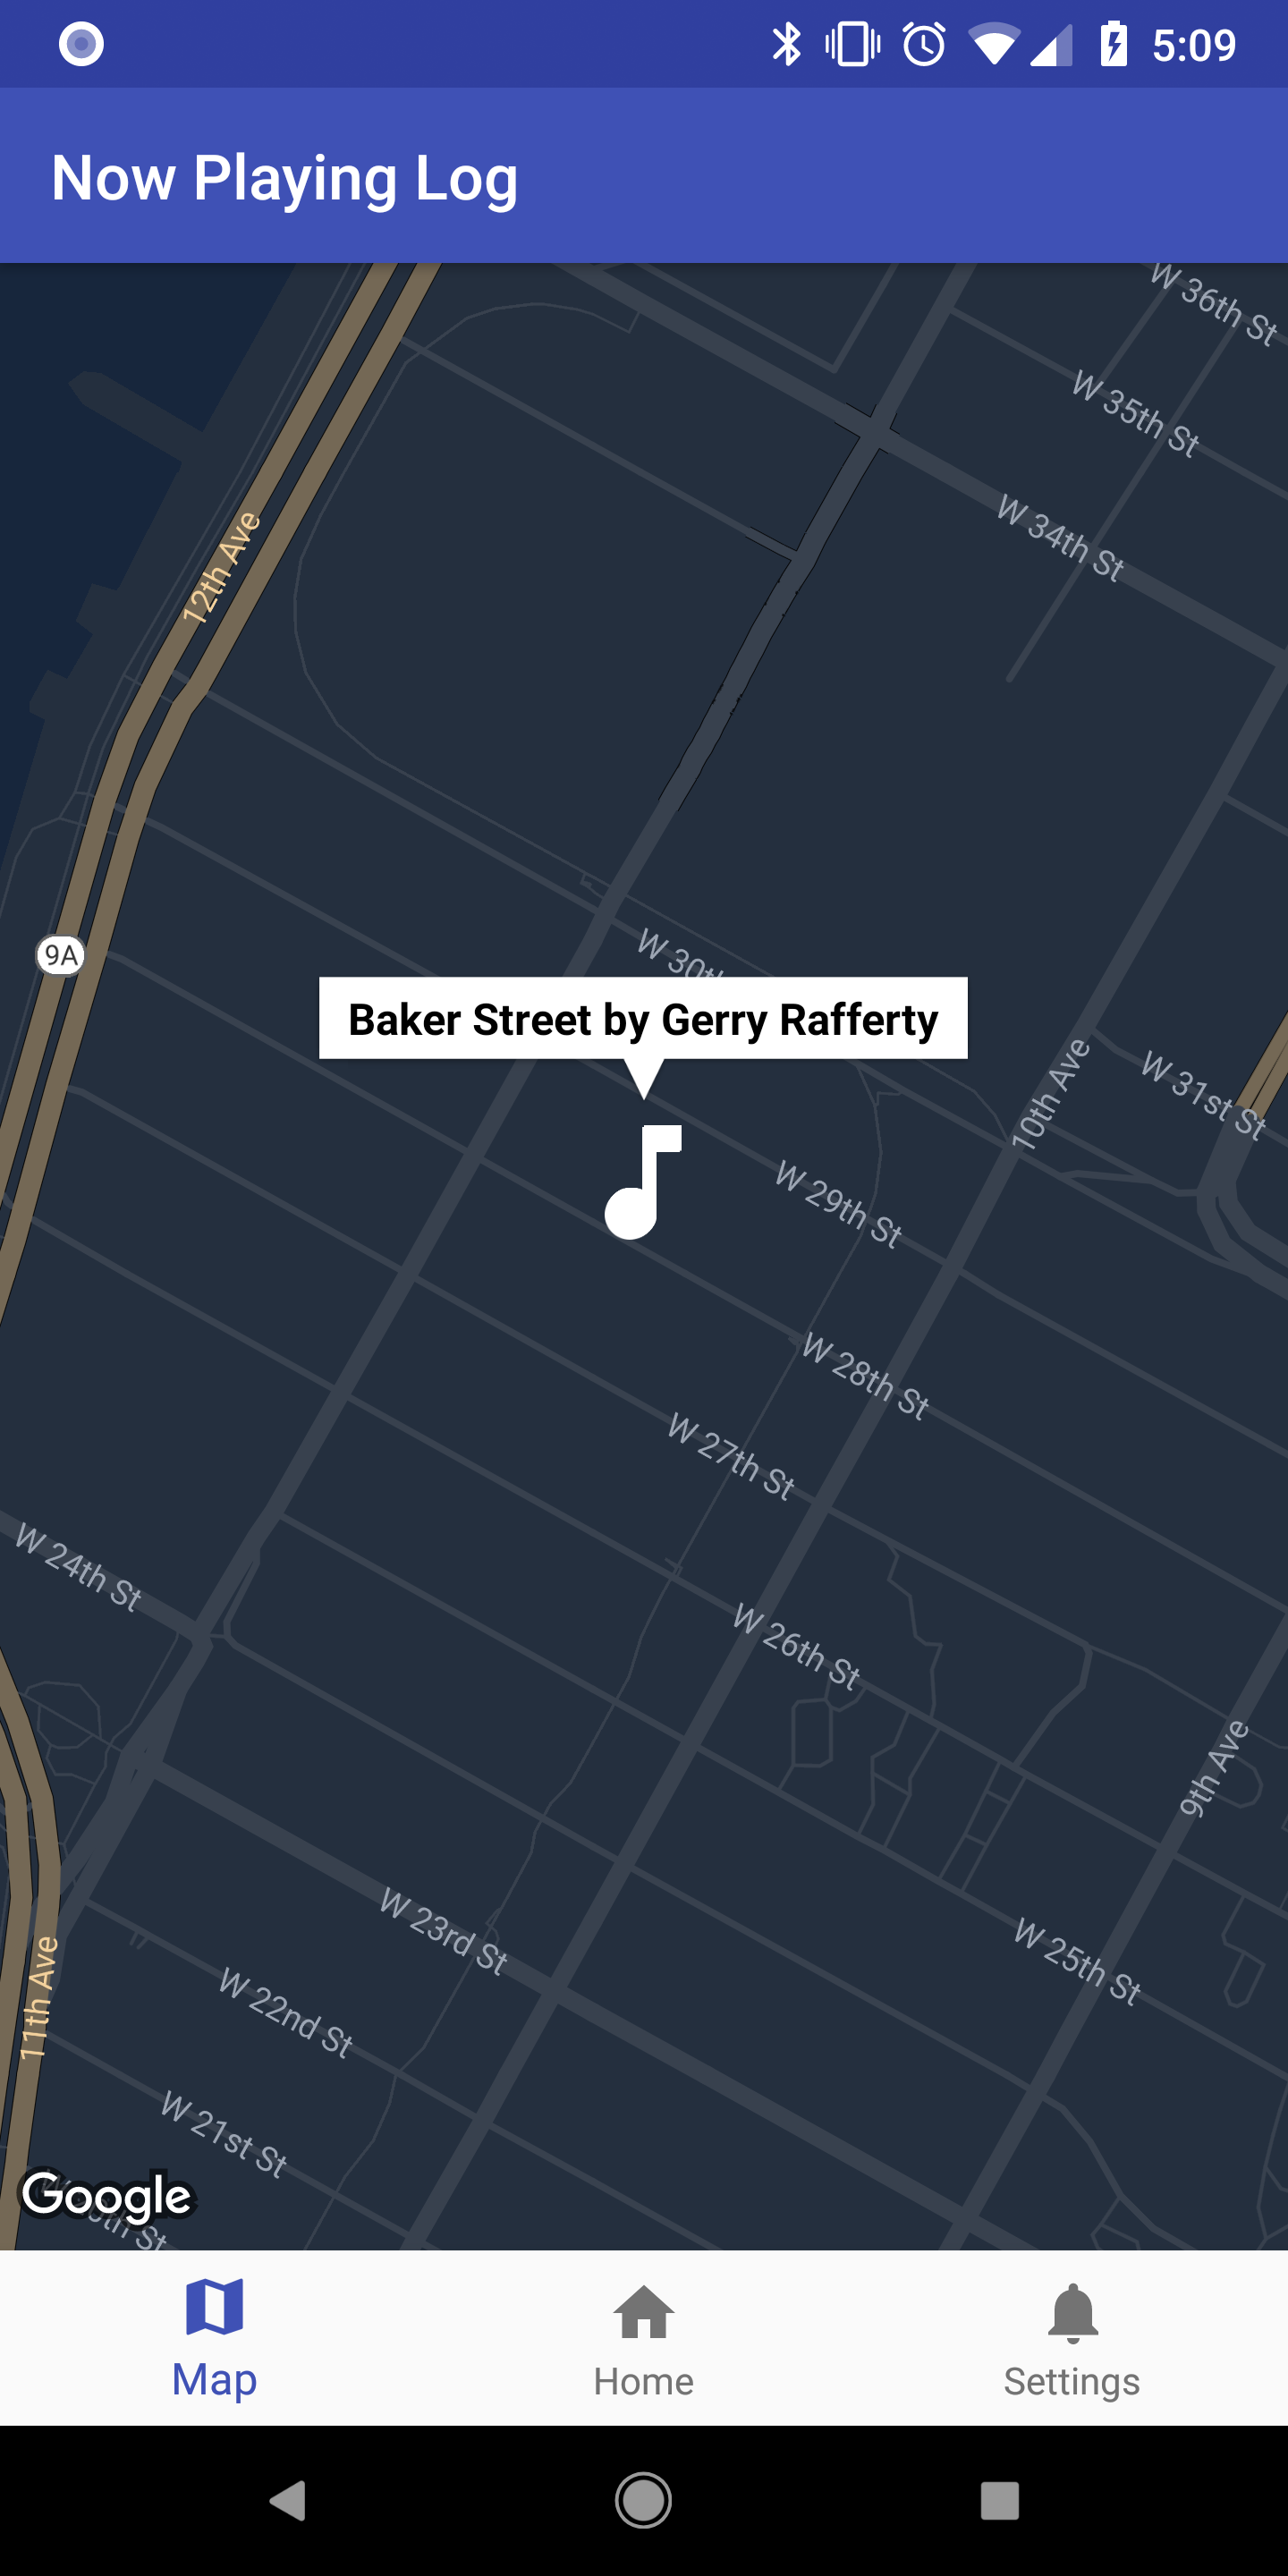 5:09
Now Playing Log
W 36th St
W 35th St
W 34th St
12th Ave
W 30th
9A
Baker Street by Gerry Rafferty
10th Ave
W 31st St
W 29th St
W 28th St
W 27th St
W 24th St
W 26th St
9th Ave
W 23rd St
W 25th St
11th Ave
W 22nd St
W 21st St
Google
St
Map
Home
Settings